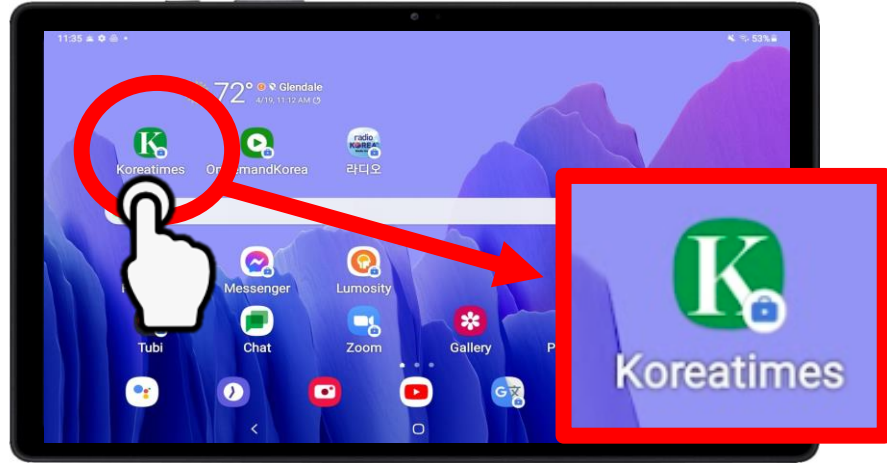 11:35
53%
72°
Glendale
4/19, 11:12 AM
K
radio
KOREA
Koreatimes
OnDemandKorea
라디오
K
Koreatimes
Messenger
Lumosity
Tubi
Chat
Zoom
Gallery
P
G